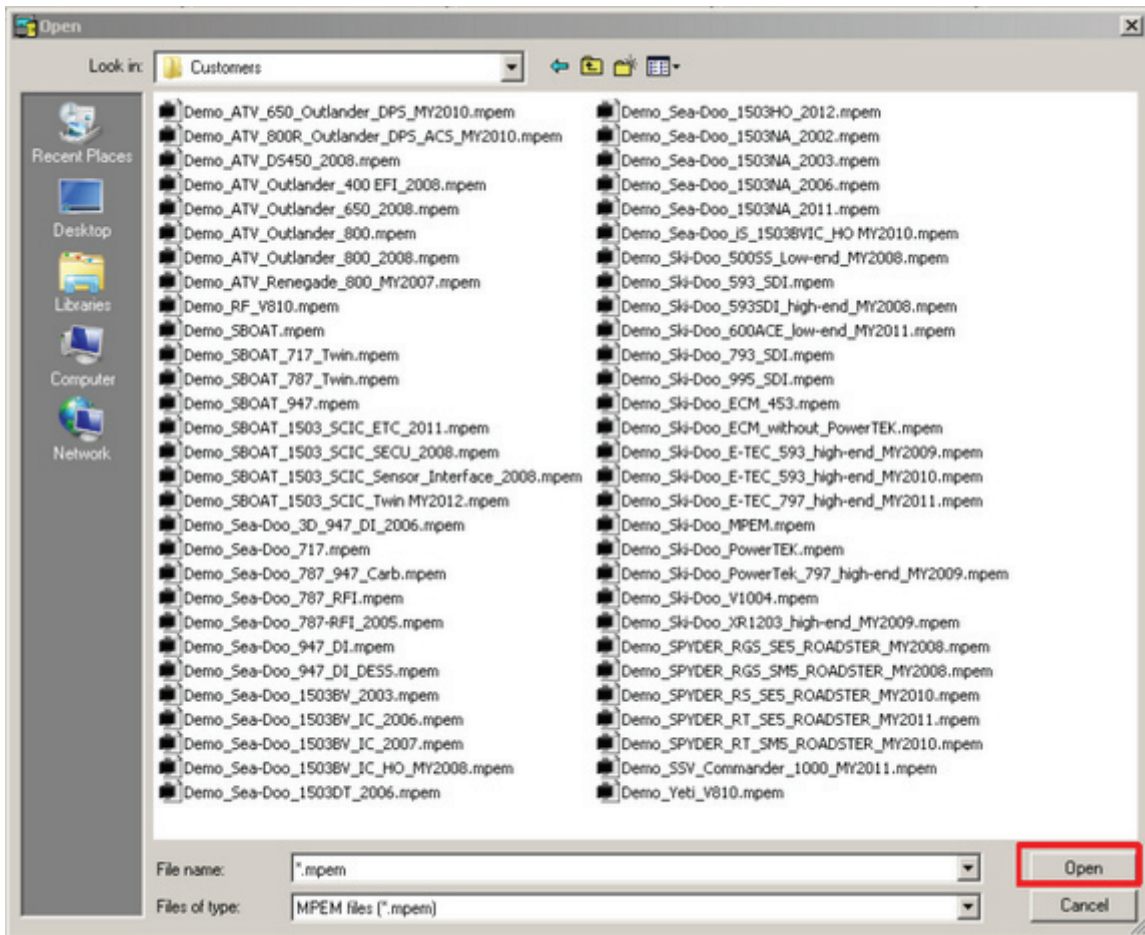 Open
Look in: Customers
Recent Places
Desktop
Libraries
Computer
Network
Demo_ATV_650_Outlander_DPS_MY2010.mpem
Demo_ATV_800R_Outlander_DPS_ACS_MY2010.mpem
Demo_ATV_DS450_2008.mpem
Demo_ATV_Outlander_400 EFI_2008.mpem
Demo_ATV_Outlander_650_2008.mpem
Demo_ATV_Outlander_800.mpem
Demo_ATV_Outlander_800_2008.mpem
Demo_ATV_Renegade_800_MY2007.mpem
Demo_RF_V810.mpem
Demo_SBOAT.mpem
Demo_SBOAT_717_Twin.mpem
Demo_SBOAT_787_Twin.mpem
Demo_SBOAT_947.mpem
Demo_SBOAT_1503_SCIC_ETC_2011.mpem
Demo_SBOAT_1503_SCIC_SECU_2008.mpem
Demo_SBOAT_1503_SCIC_Sensor_Interface_2008.mpem
Demo_SBOAT_1503_SCIC_Twin MY2012.mpem
Demo_Sea-Doo_3D_947_DI_2006.mpem
Demo_Sea-Doo_717.mpem
Demo_Sea-Doo_787_947_Carb.mpem
Demo_Sea-Doo_787_RFI.mpem
Demo_Sea-Doo_787-RFI_2005.mpem
Demo_Sea-Doo_947_DI.mpem
Demo_Sea-Doo_947_DI_DESS.mpem
Demo_Sea-Doo_1503BV_2003.mpem
Demo_Sea-Doo_1503BV_IC_2006.mpem
Demo_Sea-Doo_1503BV_IC_2007.mpem
Demo_Sea-Doo_1503BV_IC_HO_MY2008.mpem
Demo_Sea-Doo_1503DT_2006.mpem
Demo_Sea-Doo_1503HO_2012.mpem
Demo_Sea-Doo_1503NA_2002.mpem
Demo_Sea-Doo_1503NA_2003.mpem
Demo_Sea-Doo_1503NA_2006.mpem
Demo_Sea-Doo_1503NA_2011.mpem
Demo_Sea-Doo_iS_1503BVIC_HO MY2010.mpem
Demo_Ski-Doo_500SS_Low-end_MY2008.mpem
Demo_Ski-Doo_593_SDI.mpem
Demo_Ski-Doo_593SDI_high-end_MY2008.mpem
Demo_Ski-Doo_600ACE_low-end_MY2011.mpem
Demo_Ski-Doo_793_SDI.mpem
Demo_Ski-Doo_995_SDI.mpem
Demo_Ski-Doo_ECM_453.mpem
Demo_Ski-Doo_ECM_without_PowerTEK.mpem
Demo_Ski-Doo_E-TEC_593_high-end_MY2009.mpem
Demo_Ski-Doo_E-TEC_593_high-end_MY2010.mpem
Demo_Ski-Doo_E-TEC_797_high-end_MY2011.mpem
Demo_Ski-Doo_MPEM.mpem
Demo_Ski-Doo_PowerTEK.mpem
Demo_Ski-Doo_PowerTek_797_high-end_MY2009.mpem
Demo_Ski-Doo_V1004.mpem
Demo_Ski-Doo_XR1203_high-end_MY2009.mpem
Demo_SPYDER_RGS_SE5_ROADSTER_MY2008.mpem
Demo_SPYDER_RGS_SM5_ROADSTER_MY2008.mpem
Demo_SPYDER_RS_SE5_ROADSTER_MY2010.mpem
Demo_SPYDER_RT_SE5_ROADSTER_MY2011.mpem
Demo_SPYDER_RT_SM5_ROADSTER_MY2010.mpem
Demo_SSV_Commander_1000_MY2011.mpem
Demo_Yeti_V810.mpem
File name: *.mpem Open
Files of type: MPEM files (*.mpem) Cancel